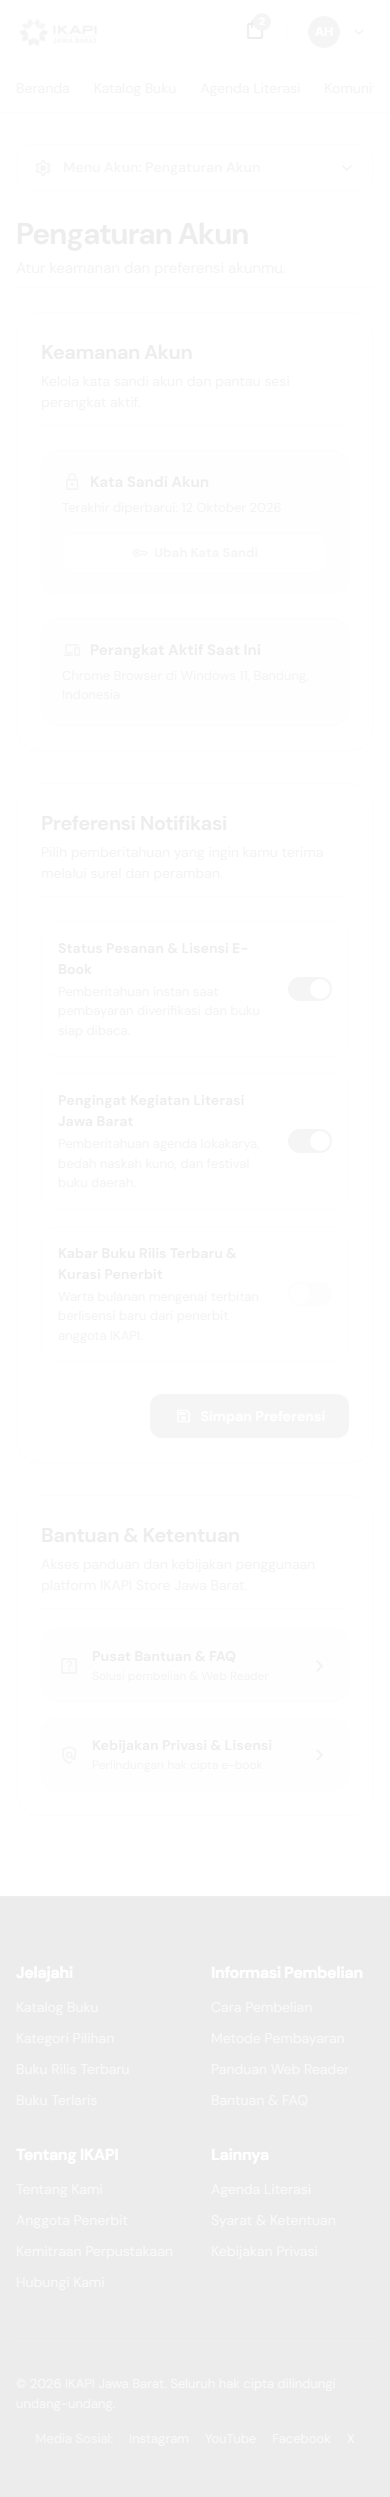 IKAPI
JAWA BARAT
2
AH
Beranda Katalog Buku Agenda Literasi Komuni
Menu Akun: Pengaturan Akun
Pengaturan Akun
Atur keamanan dan preferensi akunmu.
Keamanan Akun
Kelola kata sandi akun dan pantau sesi
perangkat aktif.
Kata Sandi Akun
Terakhir diperbarui: 12 Oktober 2026
Ubah Kata Sandi
Perangkat Aktif Saat Ini
Chrome Browser di Windows 11. Bandung,
Indonesia
Preferensi Notifikasi
Pilih pemberitahuan yang ingin kamu terima
melalui surel dan peramban.
Status Pesanan & Lisensi E-
Book
Pemberitahuan instan saat
pembayaran diverifikasi dan buku
siap dibaca.
Pengingat Kegiatan Literasi
Jawa Barat
Pemberitahuan agenda lokakarya,
bedah naskah kuno, dan festival
buku daerah.
Kabar Buku Rilis Terbaru &
Kurasi Penerbit
Warta bulanan mengenai terbitan
berlisensi baru dari penerbit
anggota IKAPI.
Simpan Preferensi
Bantuan & Ketentuan
Akses panduan dan kebijakan penggunaan
platform IKAPI Store Jawa Barat.
Pusat Bantuan & FAQ
Solusi pembelian & Web Reader
Kebijakan Privasi & Lisensi
Perlindungan hak cipta e-book
Jelajahi
Katalog Buku
Kategori Pilihan
Buku Rilis Terbaru
Buku Terlaris
Informasi Pembelian
Cara Pembelian
Metode Pembayaran
Panduan Web Reader
Bantuan & FAQ
Tentang IKAPI
Tentang Kami
Anggota Penerbit
Kemitraan Perpustakaan
Hubungi Kami
Lainnya
Agenda Literasi
Syarat & Ketentuan
Kebijakan Privasi
© 2026 IKAPI Jawa Barat. Seluruh hak cipta dilindungi
undang-undang.
Media Sosial: Instagram YouTube Facebook X